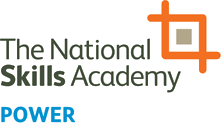 The National
Skills Academy
POWER